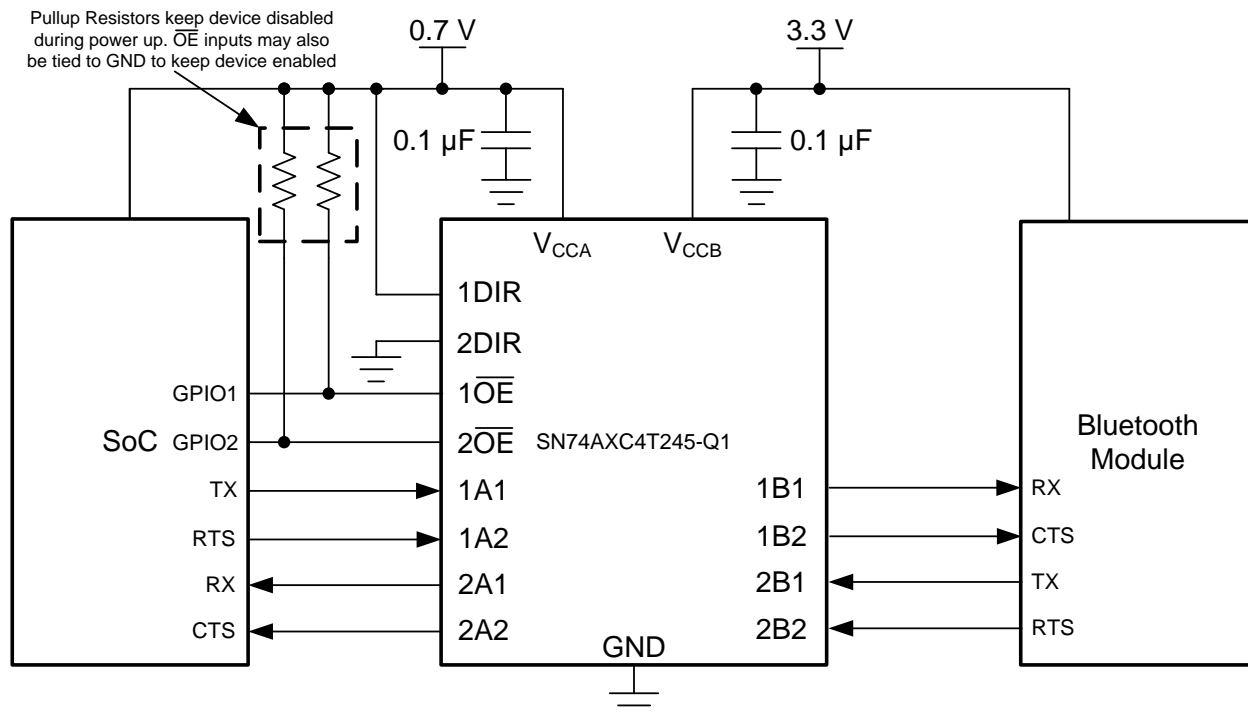 Pullup Resistors keep device disabled
during power up. O̅E̅ inputs may also
be tied to GND to keep device enabled
0.7 V
3.3 V
0.1 µF
0.1 µF
VCCA
VCCB
1DIR
2DIR
GPIO1
1O̅E̅
SoC
GPIO2
2O̅E̅
SN74AXC4T245-Q1
Bluetooth
Module
TX
1A1
1B1
RX
RTS
1A2
1B2
CTS
RX
2A1
2B1
TX
CTS
2A2
2B2
RTS
GND